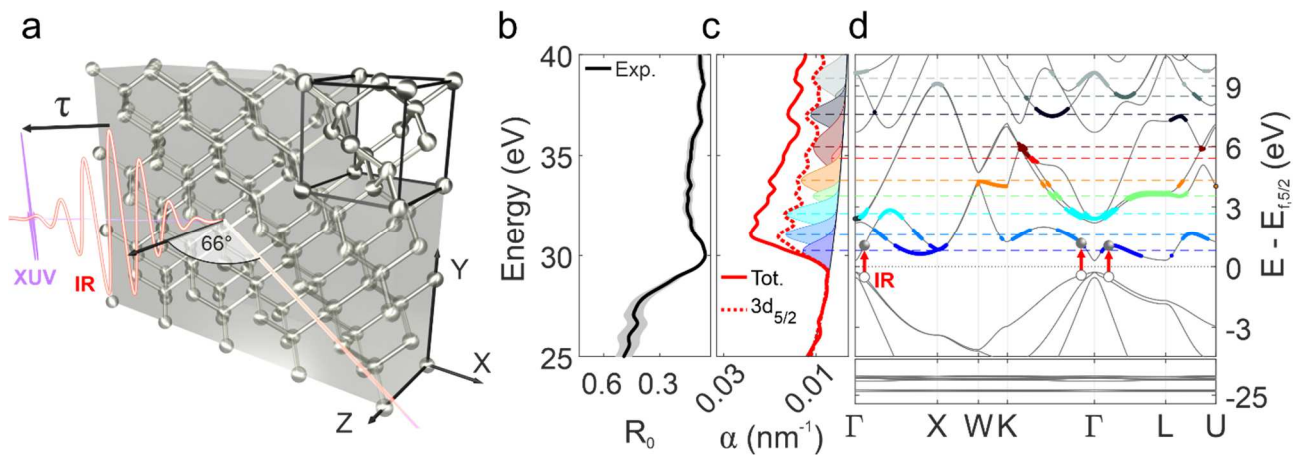 a
τ
XUV
IR
66°
Y
X
Z
b
40
35
30
25
Energy (eV)
Exp.
0.6
0.3
R0
c
Tot.
3d5/2
0.03
0.01
α (nm-1)
d
IR
9
6
3
0
-3
-25
E - Ef,5/2 (eV)
Γ
X
W
K
Γ
L
U